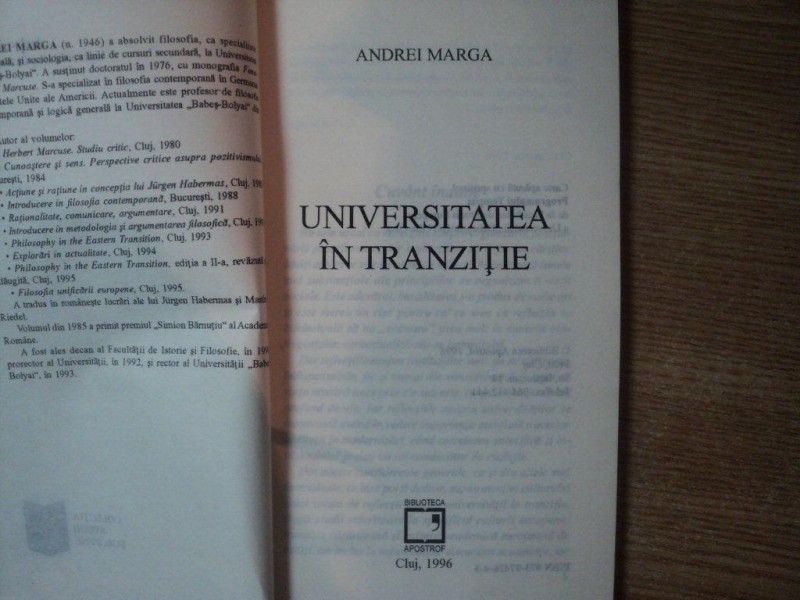 EI MARGA (n. 1946) a absolvit filosofia, ca specialitate
ală, şi sociologia, ca linie de cursuri secundară, la Universitatea
ş-Bolyai". A susţinut doctoratul în 1976, cu monografia
Marcuse. S-a specializat în filosofia contemporană în Germania
tele Unite ale Americii. Actualmente este profesor de filosofie
mporană şi logică generală la Universitatea „Babeş-Bolyai" din
utor al volumelor:
Herbert Marcuse. Studiu critic, Cluj, 1980
• Cunoaştere şi sens. Perspective critice asupra pozitivismului,
ureşti, 1984
• Acţiune şi raţiune în concepţia lui Jürgen Habermas, Cluj,
• Introducere în filosofia contemporană, Bucureşti, 1988
• Raţionalitate, comunicare, argumentare, Cluj, 1991
• Introducere în metodologia şi argumentarea filosofică, Cluj,
• Philosophy in the Eastern Transition, Cluj. 1993
• Explorări în actualitate, Cluj, 1994
• Philosophy in the Eastern Transition, ediţia a II-a, revăzută
dăugită, Cluj, 1995
• Filosofia unificării europene, Cluj, 1995.
A tradus în româneşte lucrări ale lui Jürgen Habermas şi
Riedel.
Volumul din 1985 a primit premiul „Simion Bărnuţiu" al Academ
Române.
A fost ales decan al Facultăţii de Istorie şi Filosofie, în
prorector al Universităţii, în 1992, şi rector al Universităţii „Babe
Bolyai", în 1993.
ANDREI MARGA
UNIVERSITATEA
ÎN TRANZIŢIE
BIBLIOTECA
APOSTROF
Cluj, 1996